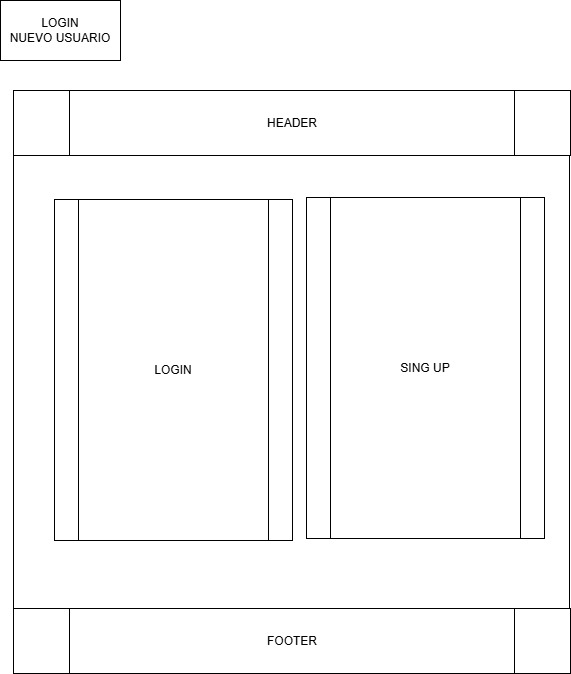 LOGIN
NUEVO USUARIO
HEADER
LOGIN
SING UP
FOOTER